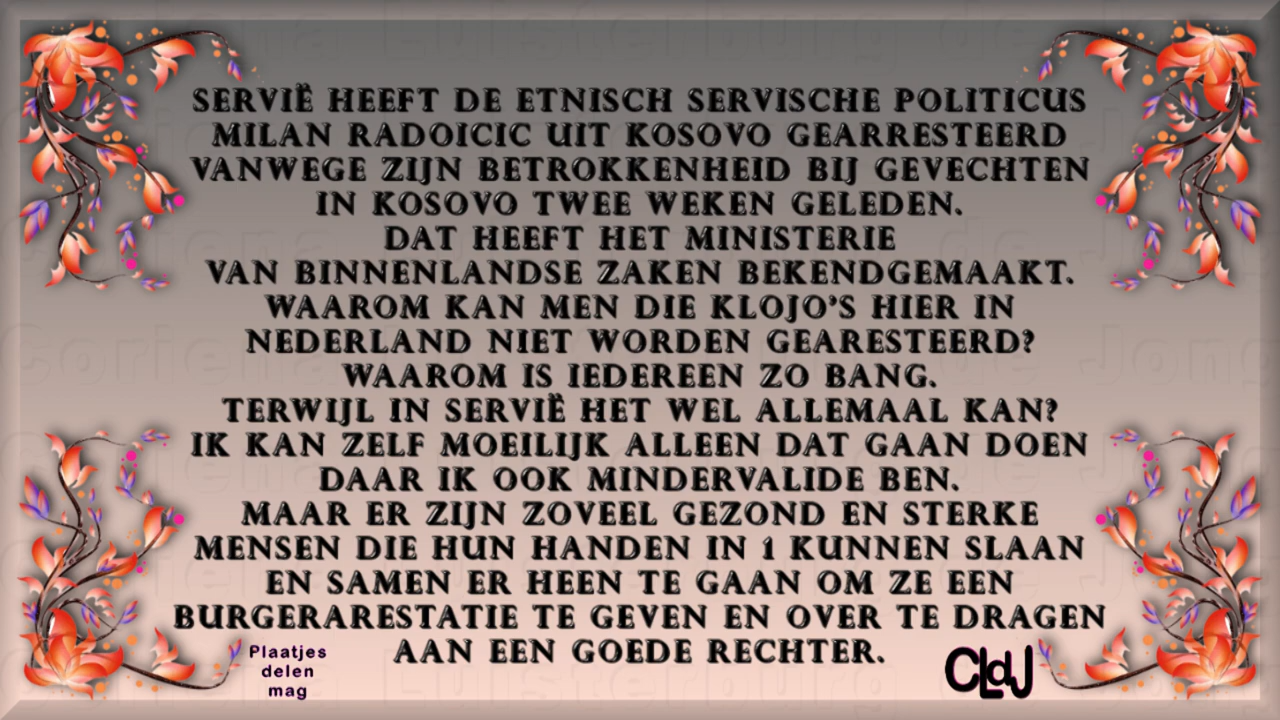 SERVIË HEEFT DE ETNISCH SERVISCHE POLITICUS
MILAN RADOICIC UIT KOSOVO GEARRESTEERD
VANWEGE ZIJN BETROKKENHEID BIJ GEVECHTEN
IN KOSOVO TWEE WEKEN GELEDEN.
DAT HEEFT HET MINISTERIE
VAN BINNENLANDSE ZAKEN BEKENDGEMAAKT.
WAAROM KAN MEN DIE KLOJO'S HIER IN
NEDERLAND NIET WORDEN GEARESTEERD?
WAAROM IS IEDEREEN ZO BANG.
TERWIJL IN SERVIË HET WEL ALLEMAAL KAN?
IK KAN ZELF MOEILIJK ALLEEN DAT GAAN DOEN
DAAR IK OOK MINDERVALIDE BEN.
MAAR ER ZIJN ZOVEEL GEZOND EN STERKE
MENSEN DIE HUN HANDEN IN 1 KUNNEN SLAAN
EN SAMEN ER HEEN TE GAAN OM ZE EEN
BURGERARESTATIE TE GEVEN EN OVER TE DRAGEN
AAN EEN GOEDE RECHTER.
Plaatjes
delen
mag
CLdJ